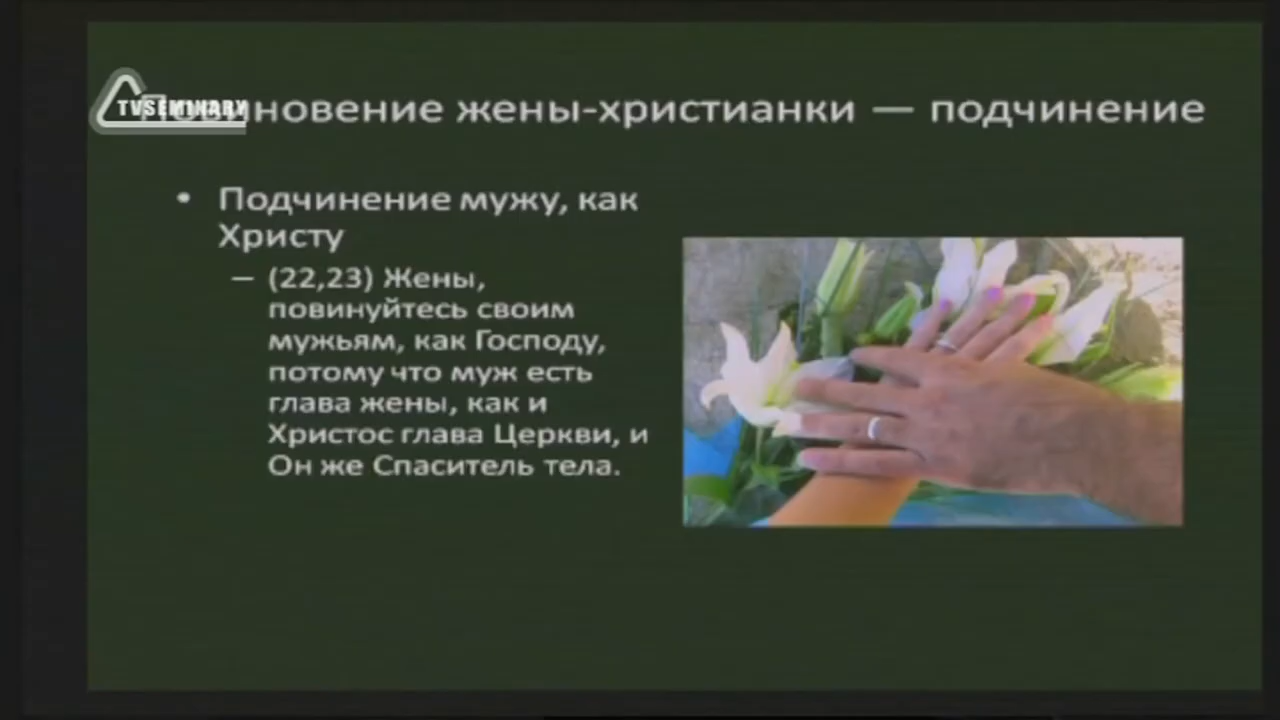 TVSEMINARY
Повиновение жены-христианки — подчинение
• Подчинение мужу, как
Христу
– (22,23) Жены,
повинуйтесь своим
мужьям, как Господу,
потому что муж есть
глава жены, как и
Христос глава Церкви, и
Он же Спаситель тела.